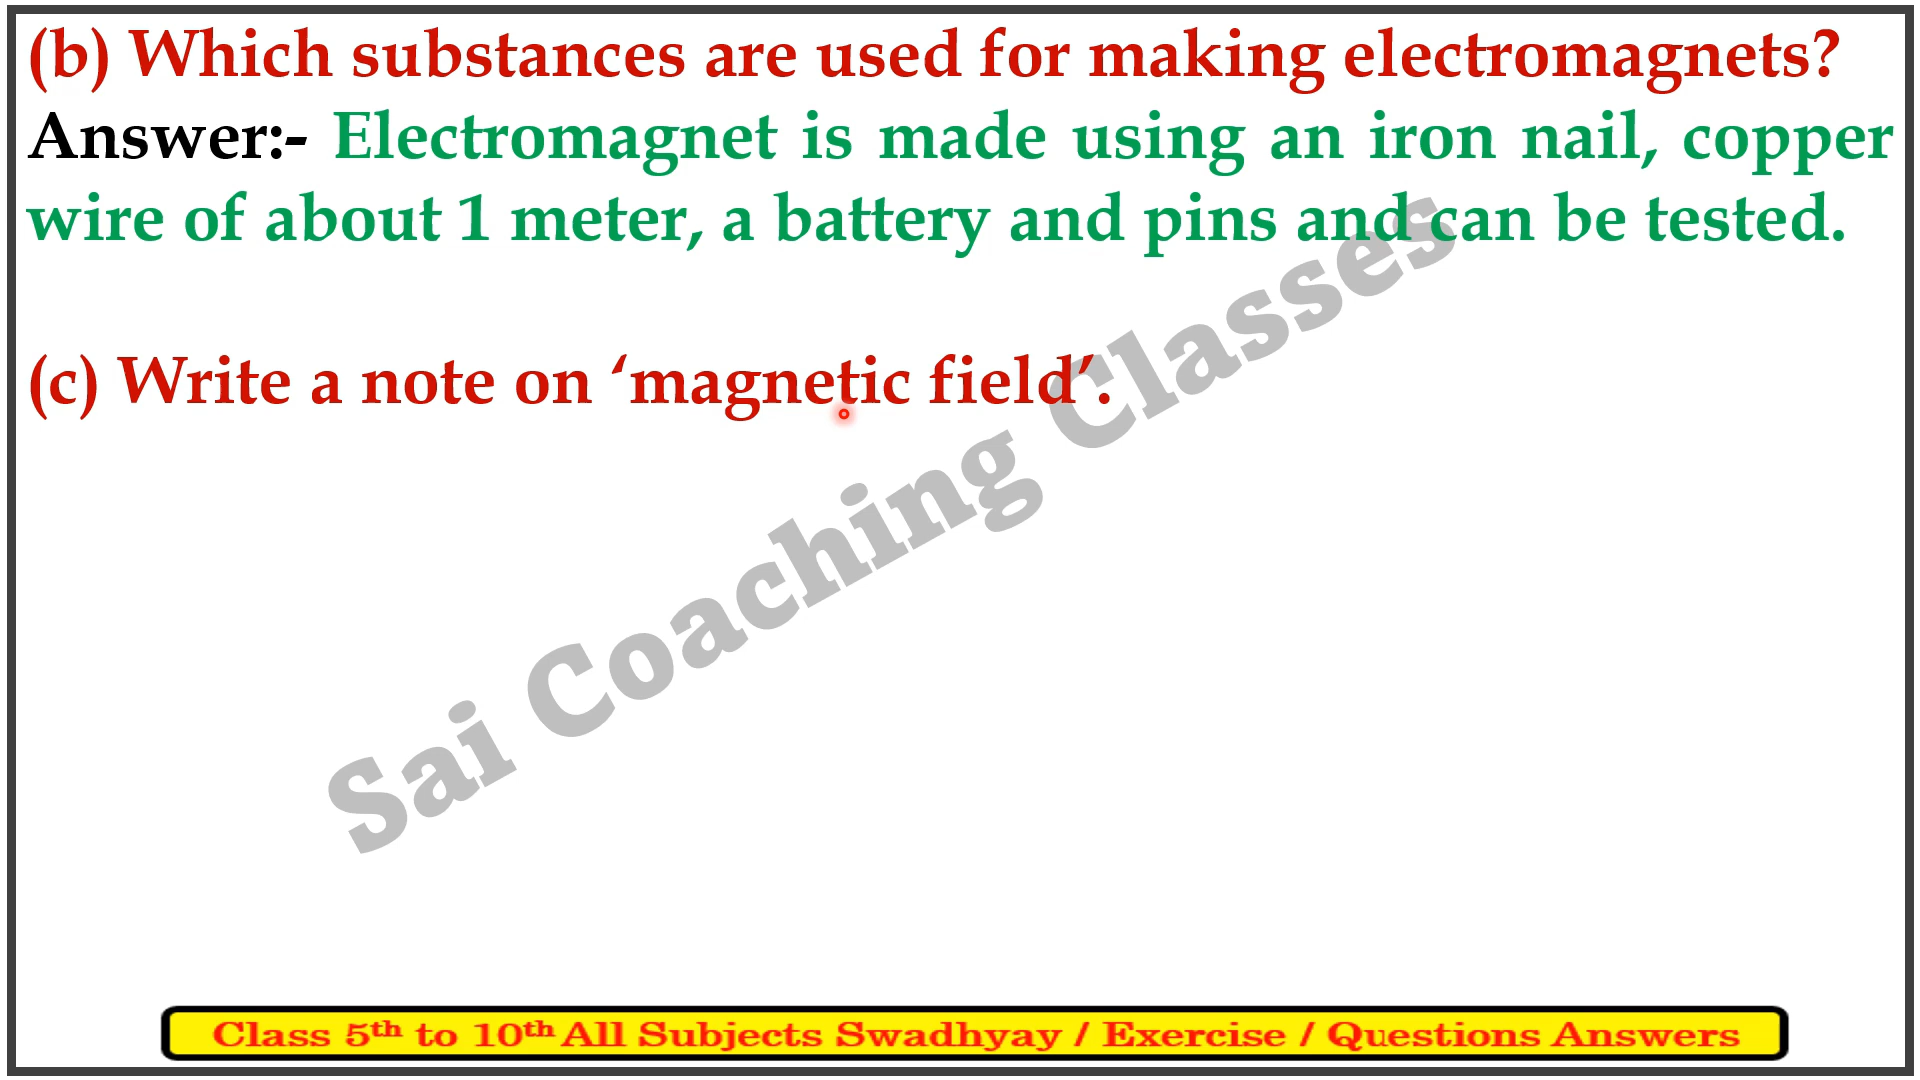 (b) Which substances are used for making electromagnets?
Answer:- Electromagnet is made using an iron nail, copper
wire of about 1 meter, a battery and pins and can be tested.
(c) Write a note on ‘magnetic field’.
Sai Coaching Classes
Class 5th to 10th All Subjects Swadhyay / Exercise / Questions Answers